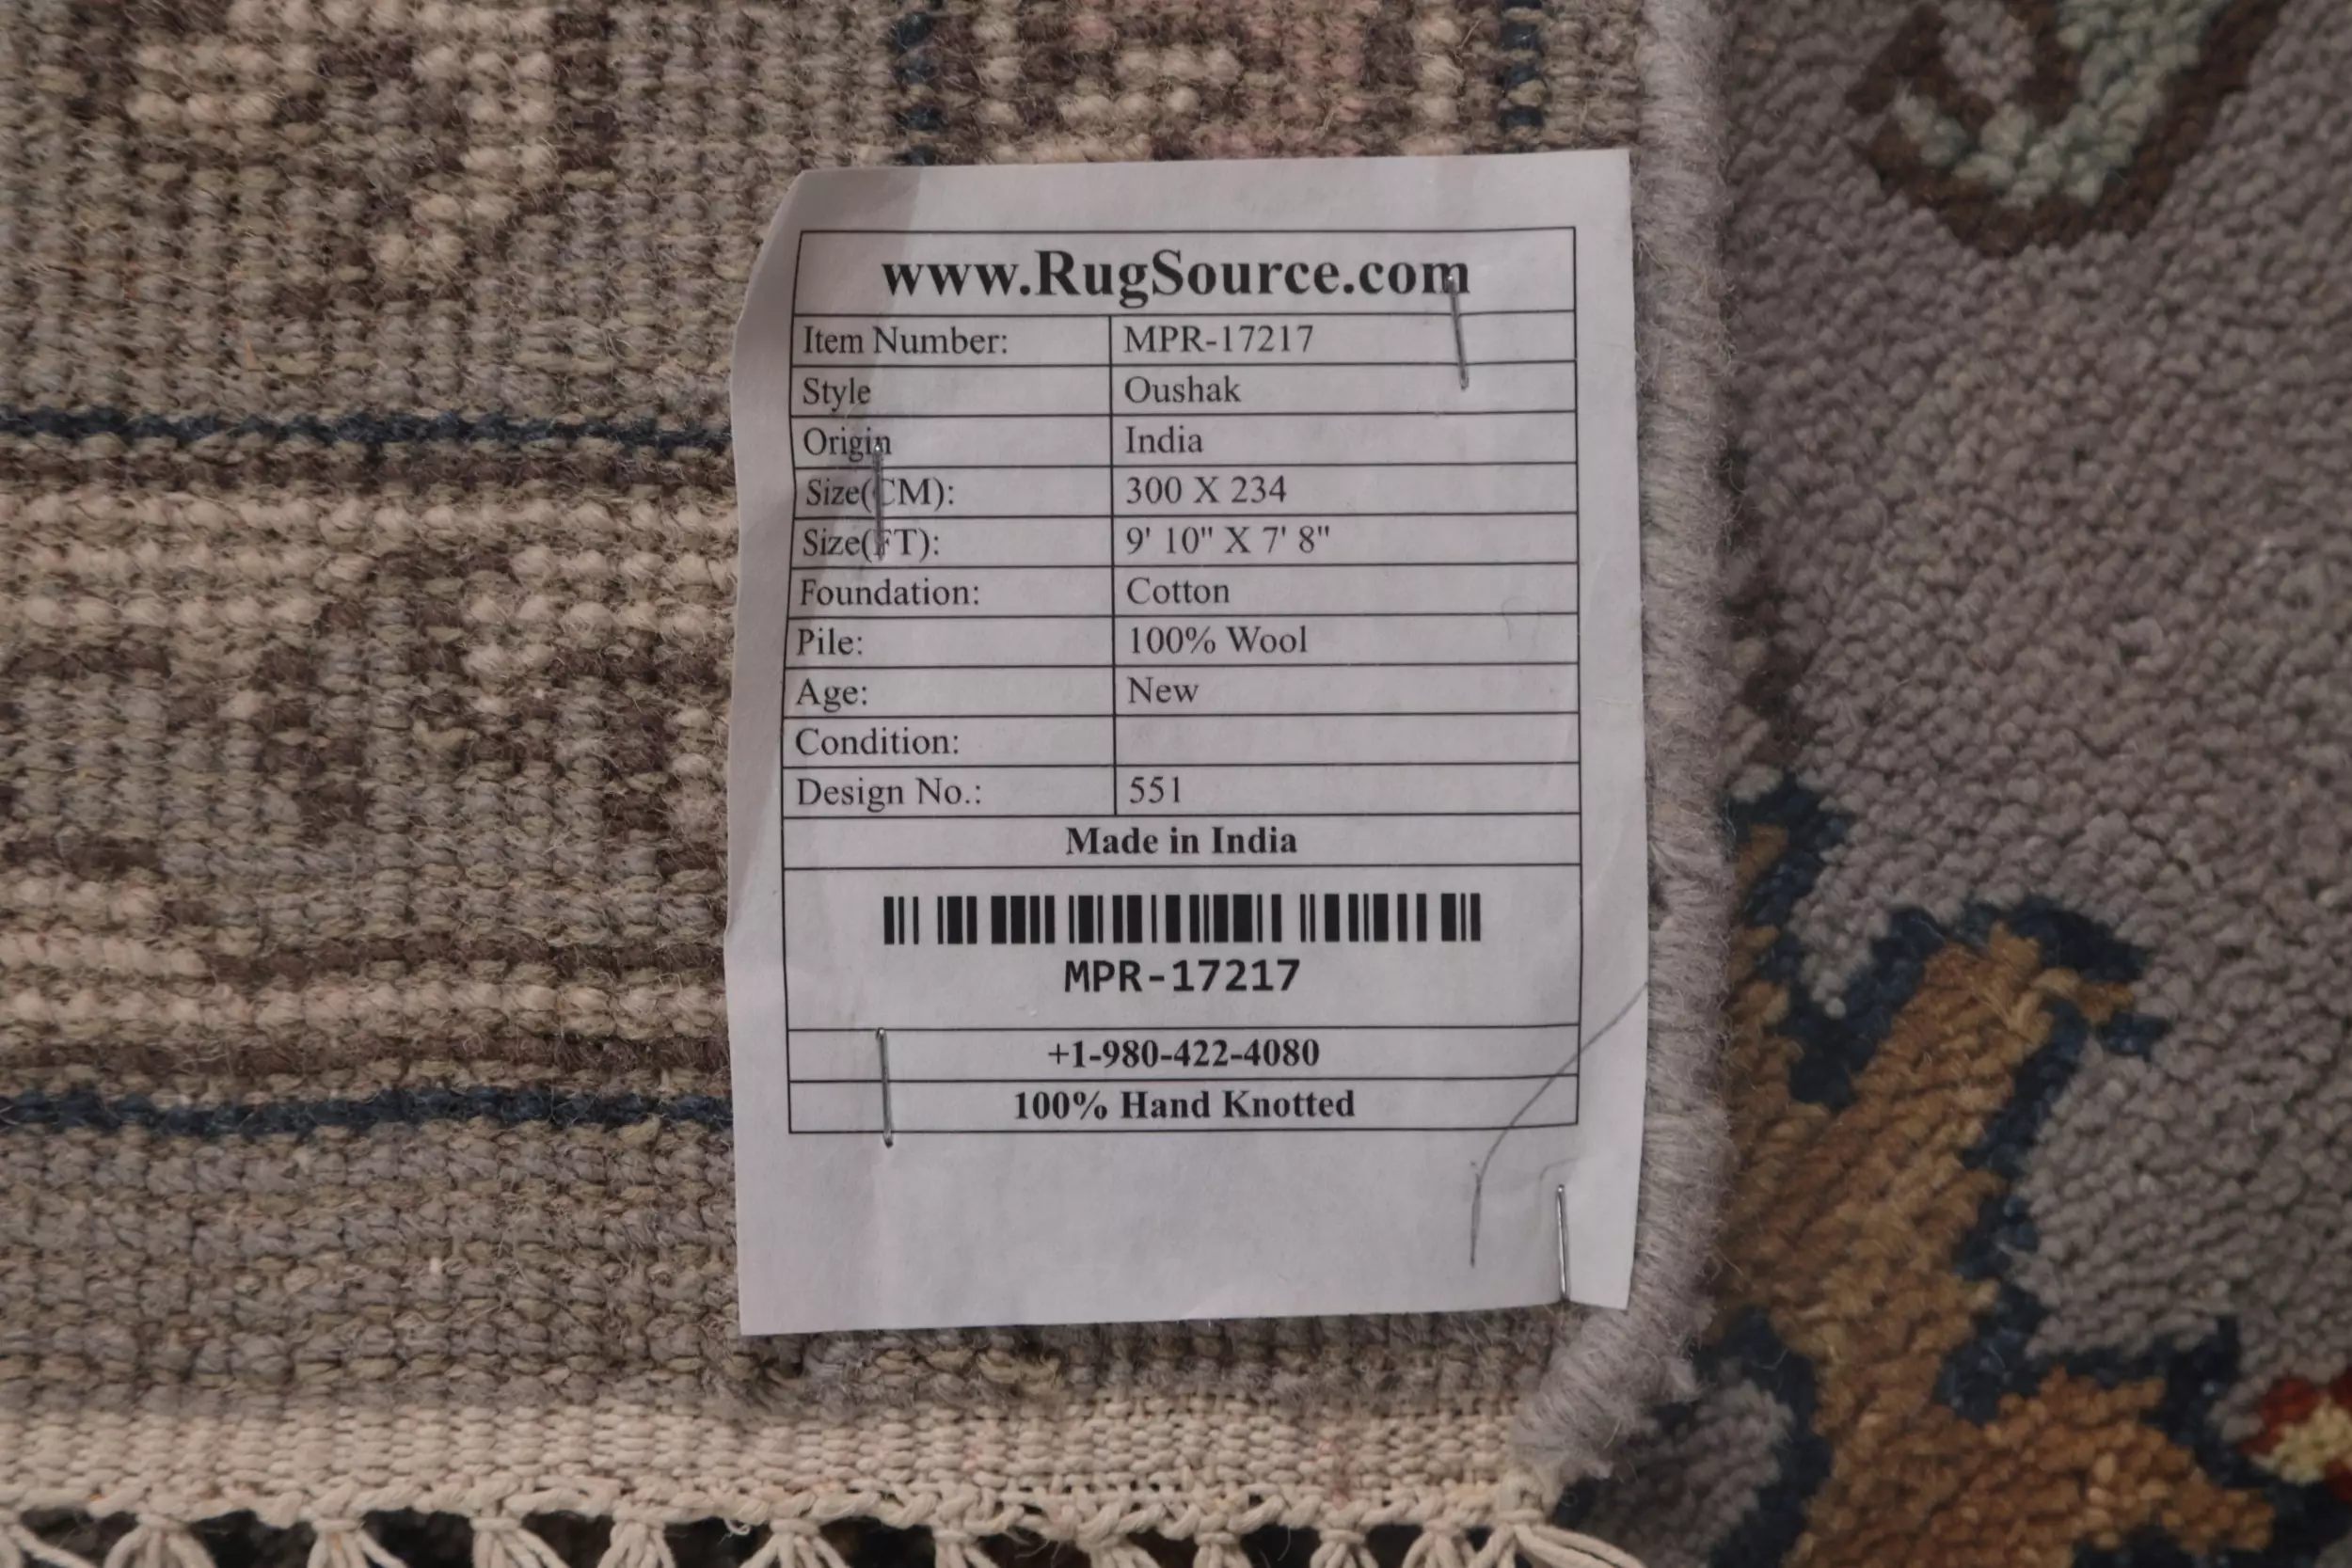 www.RugSource.com
Item Number: MPR-17217
Style Oushak
Origin India
Size(CM): 300 X 234
Size(FT): 9' 10" X 7' 8"
Foundation: Cotton
Pile: 100% Wool
Age: New
Condition:
Design No.: 551
Made in India
MPR-17217
+1-980-422-4080
100% Hand Knotted